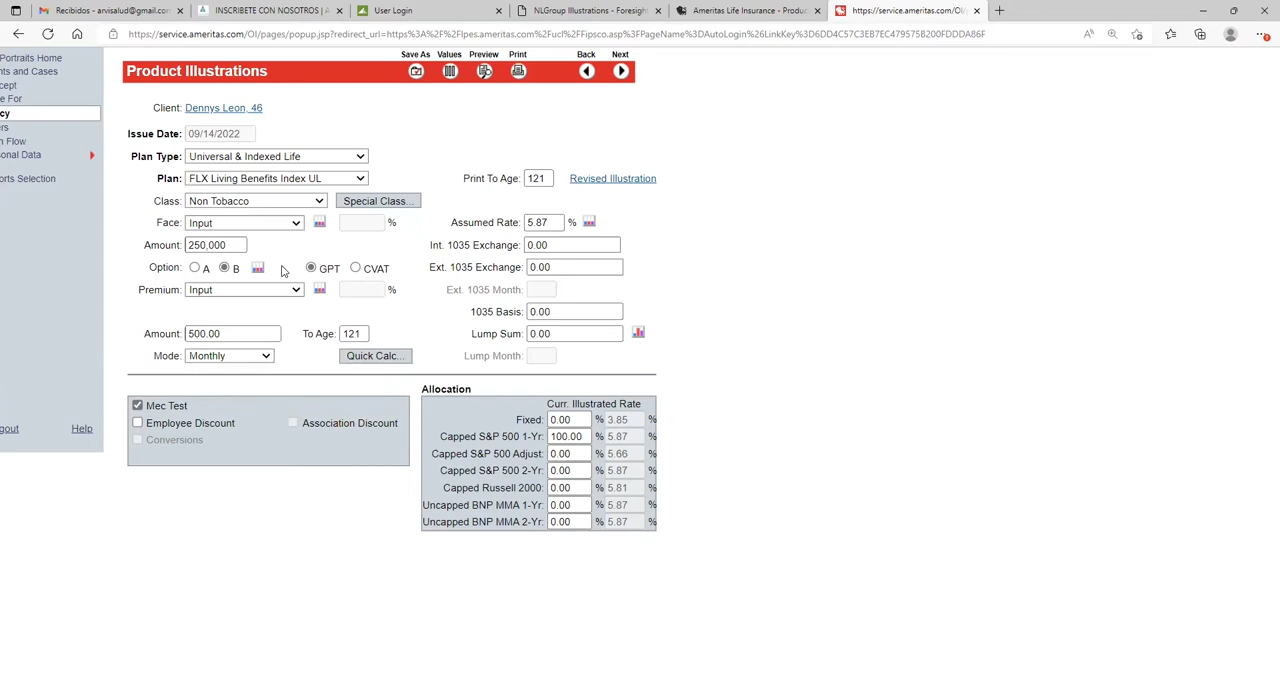 Recibidos - arvisalud@gmail.com
INSCRIBETE CON NOSOTROS | A
User Login
NLGroup Illustrations - Foresigh
Ameritas Life Insurance - Produc
https://service.ameritas.com/OI/p
https://service.ameritas.com/OI/pages/popup.jsp?redirect_url=https%3A%2F%2Flpes.ameritas.com%2Fucl%2FFipsco.asp%3FPageName%3DAutoLogin%26LinkKey%3D6DD4C57C3EB7EC479575B200FDDDA86F
Portraits Home
nts and Cases
cept
e For
cy
rs
n Flow
sonal Data
orts Selection
gout
Help
Save As Values Preview Print Back Next
Product Illustrations
Client: Dennys Leon, 46
Issue Date: 09/14/2022
Plan Type: Universal & Indexed Life
Plan: FLX Living Benefits Index UL
Print To Age: 121 Revised Illustration
Class: Non Tobacco Special Class...
Face: Input %
Assumed Rate: 5.87 %
Amount: 250,000
Int. 1035 Exchange: 0.00
Option: A B GPT CVAT
Ext. 1035 Exchange: 0.00
Premium: Input %
Ext. 1035 Month:
1035 Basis: 0.00
Amount: 500.00 To Age: 121
Lump Sum: 0.00
Mode: Monthly Quick Calc...
Lump Month:
Mec Test
Employee Discount Association Discount
Conversions
Allocation
Curr. Illustrated Rate
Fixed: 0.00 % 3.85 %
Capped S&P 500 1-Yr: 100.00 % 5.87 %
Capped S&P 500 Adjust: 0.00 % 5.66 %
Capped S&P 500 2-Yr: 0.00 % 5.87 %
Capped Russell 2000: 0.00 % 5.81 %
Uncapped BNP MMA 1-Yr: 0.00 % 5.87 %
Uncapped BNP MMA 2-Yr: 0.00 % 5.87 %